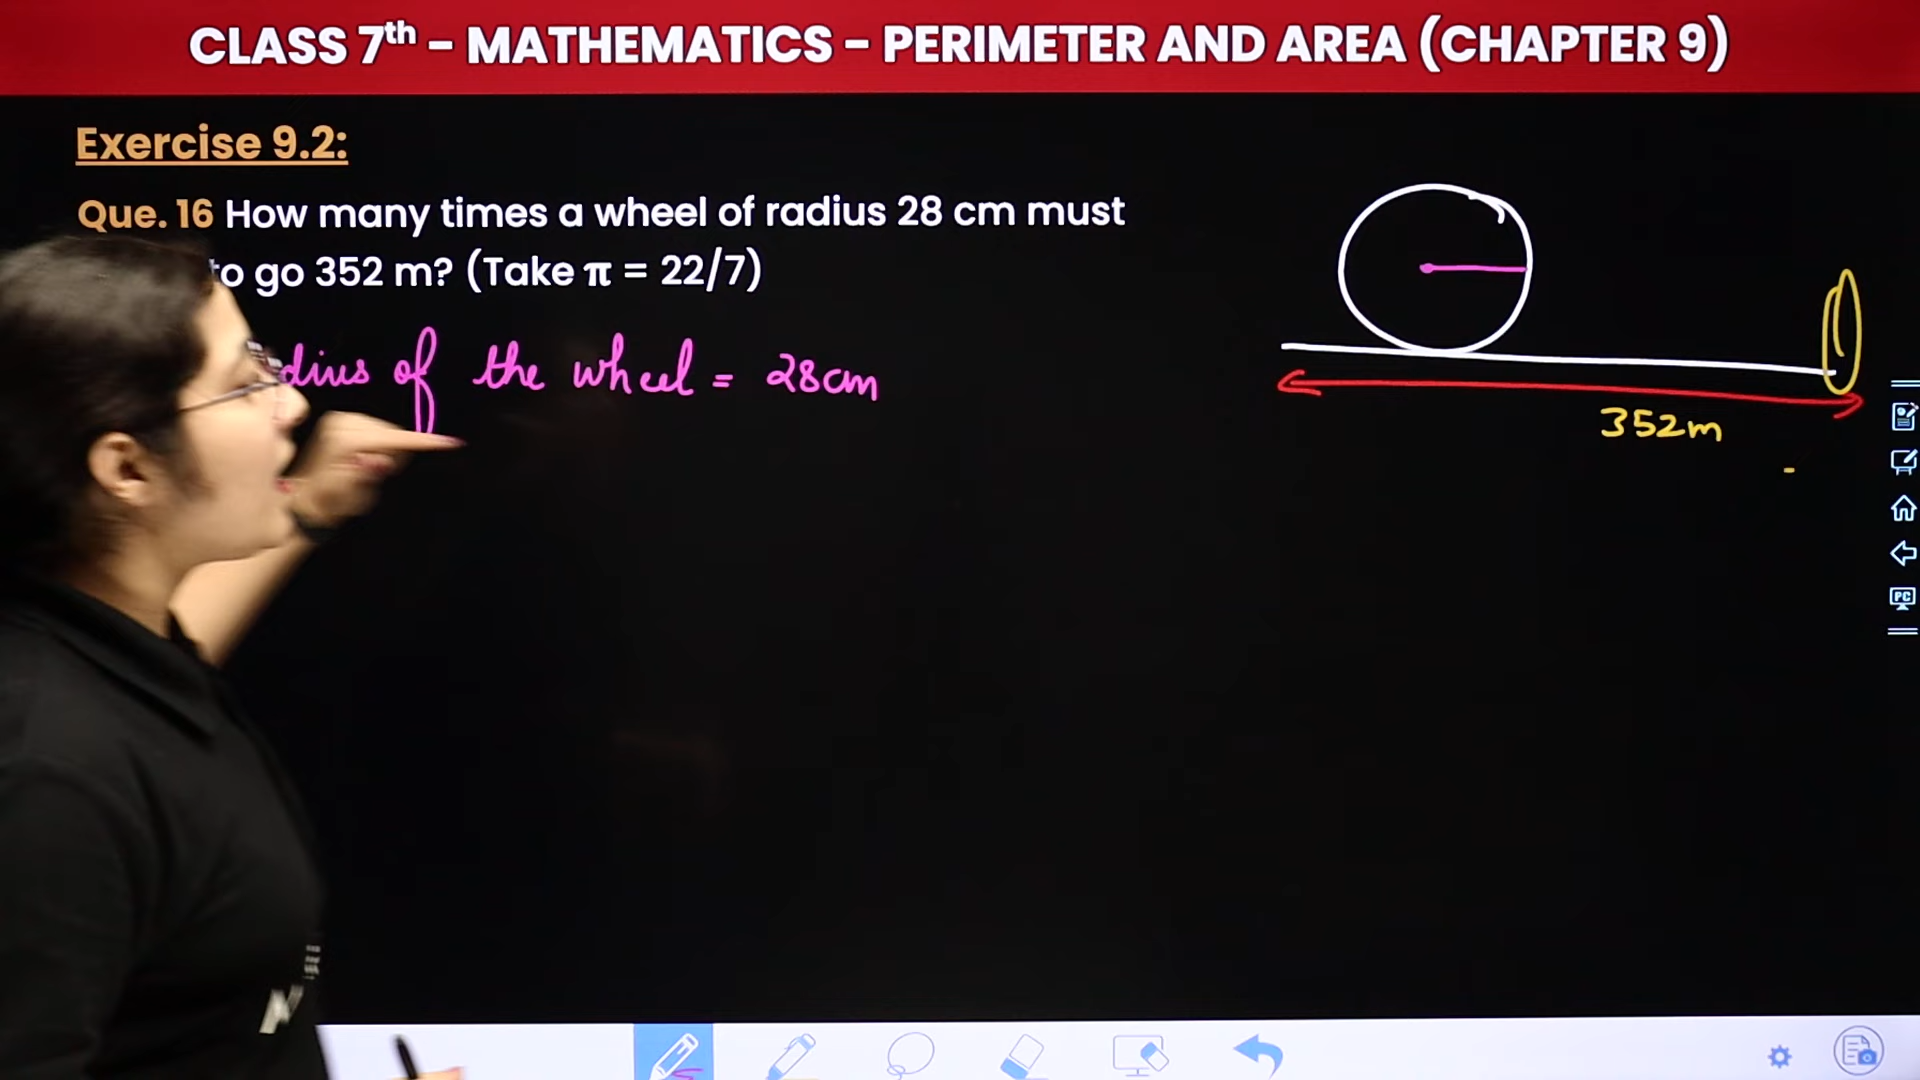 CLASS 7th - MATHEMATICS - PERIMETER AND AREA (CHAPTER 9)
Exercise 9.2:
Que. 16 How many times a wheel of radius 28 cm must
to go 352 m? (Take π = 22/7)
dius of the wheel = 28cm
352m
PC